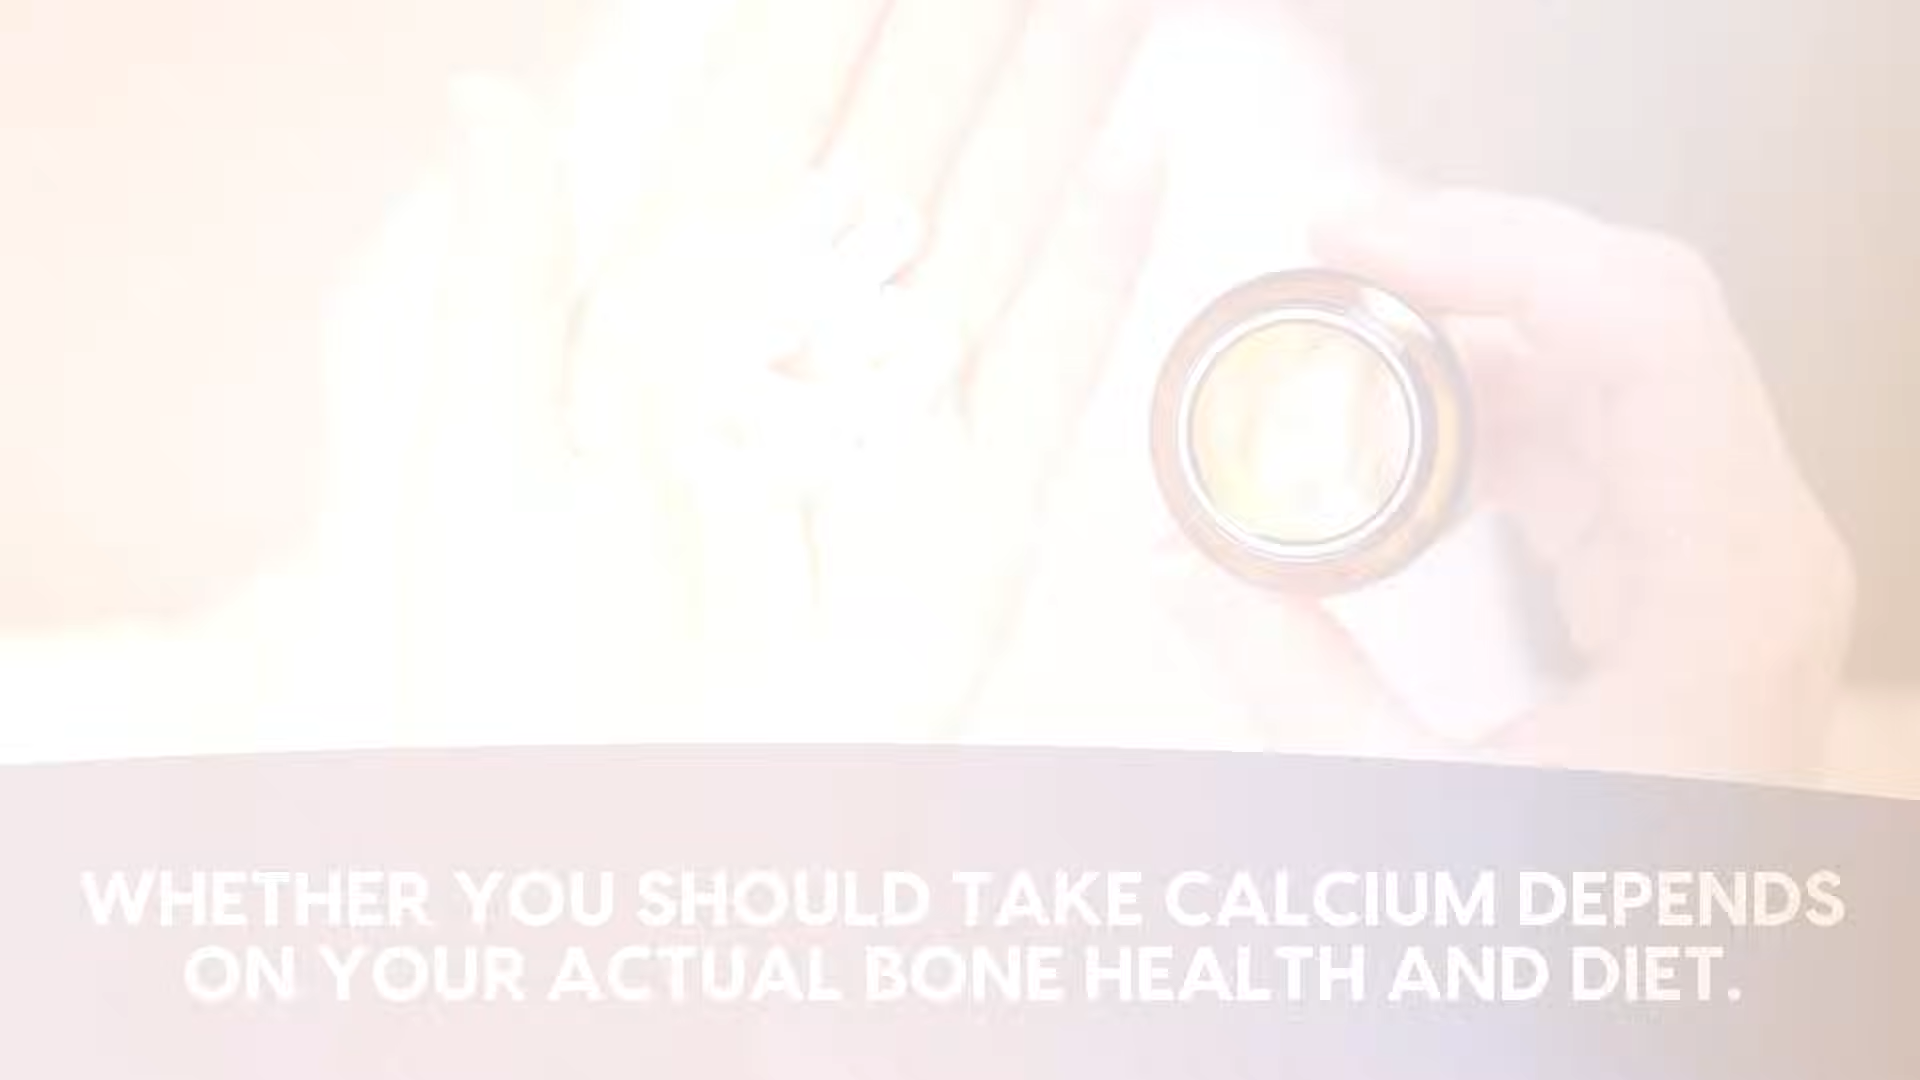 WHETHER YOU SHOULD TAKE CALCIUM DEPENDS
ON YOUR ACTUAL BONE HEALTH AND DIET.